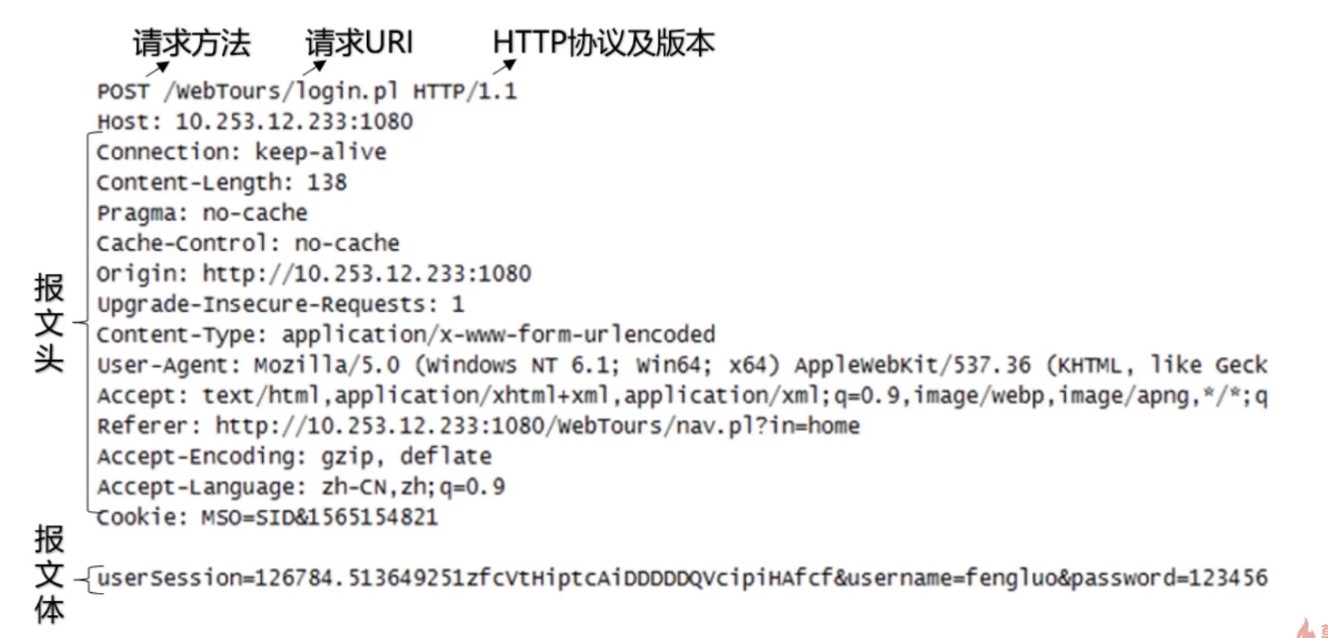 请求方法 请求URI HTTP协议及版本
POST /WebTours/login.pl HTTP/1.1
Host: 10.253.12.233:1080
Connection: keep-alive
Content-Length: 138
Pragma: no-cache
Cache-Control: no-cache
Origin: http://10.253.12.233:1080
Upgrade-Insecure-Requests: 1
Content-Type: application/x-www-form-urlencoded
User-Agent: Mozilla/5.0 (Windows NT 6.1; Win64; x64) AppleWebKit/537.36 (KHTML, like Geck
Accept: text/html,application/xhtml+xml,application/xml;q=0.9,image/webp,image/apng,*/*;q
Referer: http://10.253.12.233:1080/WebTours/nav.pl?in=home
Accept-Encoding: gzip, deflate
Accept-Language: zh-CN,zh;q=0.9
Cookie: MSO=SID&1565154821
报文头
userSession=126784.513649251zfcVtHiptcAiDDDDDQVcipiHAfcf&username=fengluo&password=123456
报文体